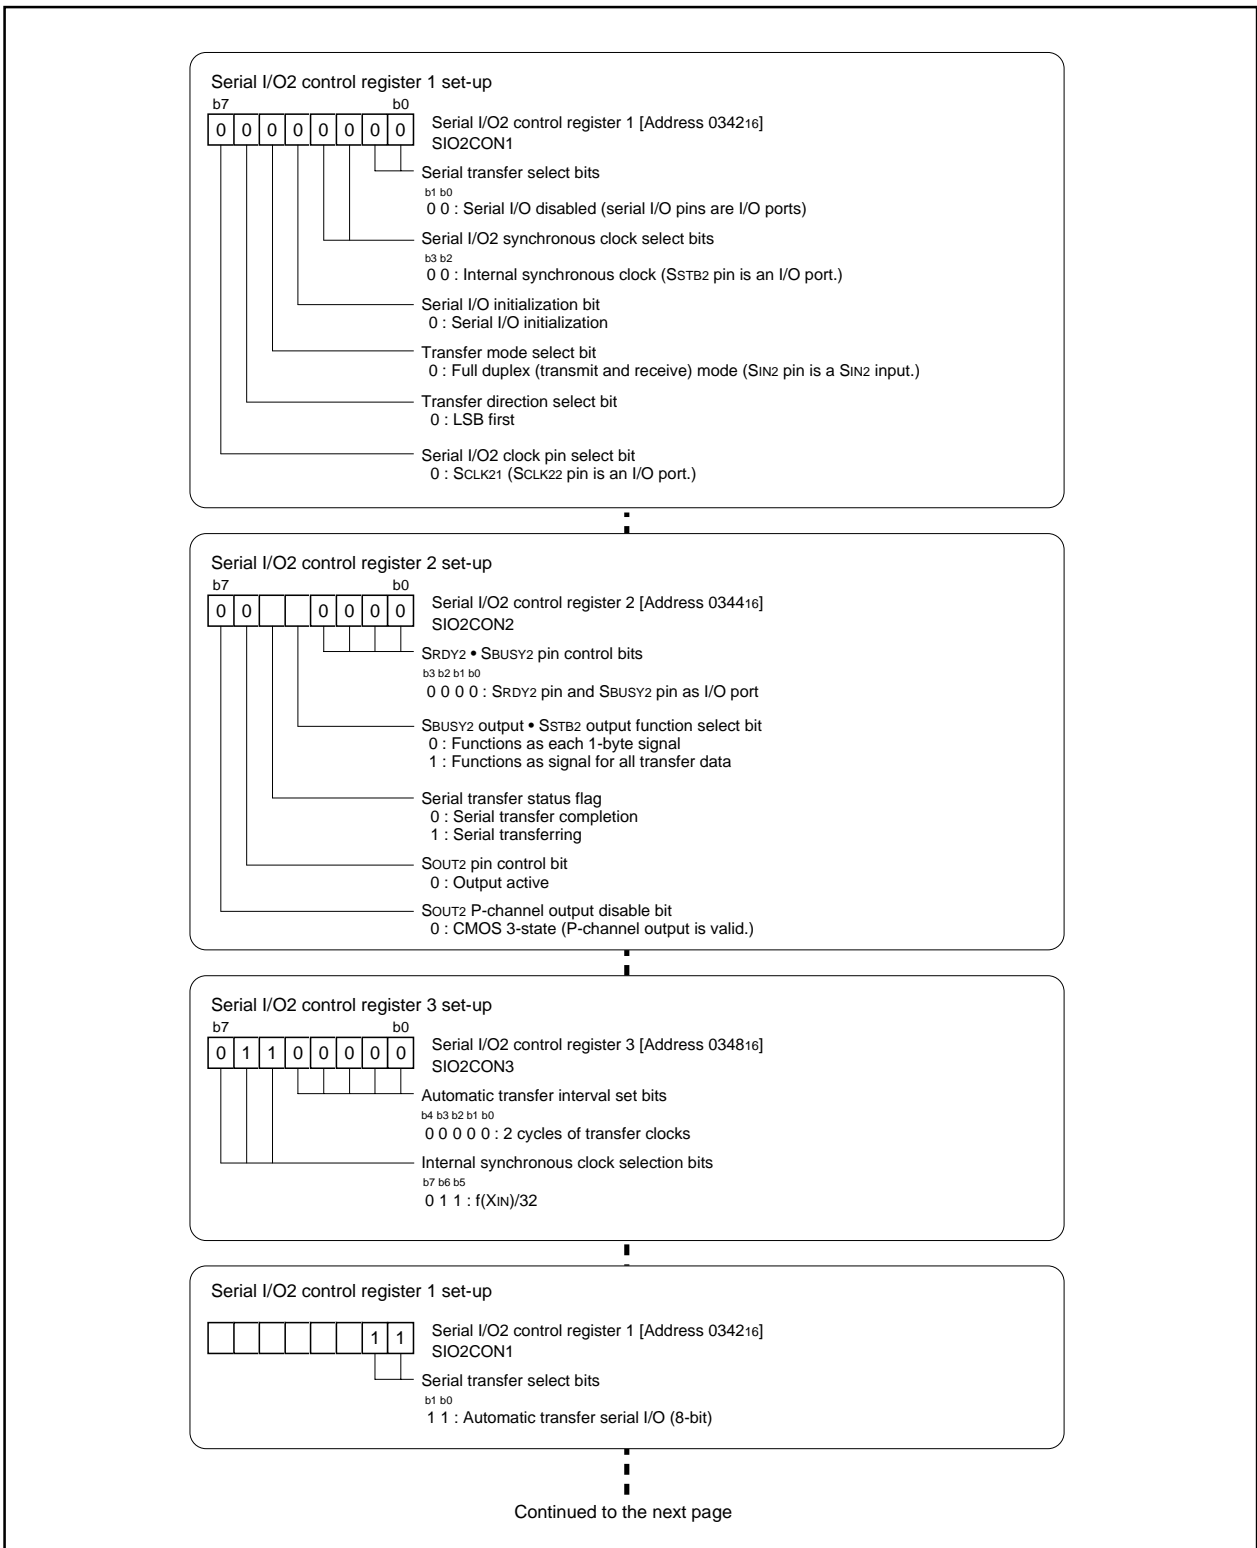 Serial I/O2 control register 1 set-up
b7 b0
0 0 0 0 0 0 0 0 Serial I/O2 control register 1 [Address 034216]
SIO2CON1
Serial transfer select bits
b1 b0
0 0 : Serial I/O disabled (serial I/O pins are I/O ports)
Serial I/O2 synchronous clock select bits
b3 b2
0 0 : Internal synchronous clock (SSTB2 pin is an I/O port.)
Serial I/O initialization bit
0 : Serial I/O initialization
Transfer mode select bit
0 : Full duplex (transmit and receive) mode (SIN2 pin is a SIN2 input.)
Transfer direction select bit
0 : LSB first
Serial I/O2 clock pin select bit
0 : SCLK21 (SCLK22 pin is an I/O port.)
Serial I/O2 control register 2 set-up
b7 b0
0 0 0 0 0 0 Serial I/O2 control register 2 [Address 034416]
SIO2CON2
SRDY2 • SBUSY2 pin control bits
b3 b2 b1 b0
0 0 0 0 : SRDY2 pin and SBUSY2 pin as I/O port
SBUSY2 output • SSTB2 output function select bit
0 : Functions as each 1-byte signal
1 : Functions as signal for all transfer data
Serial transfer status flag
0 : Serial transfer completion
1 : Serial transferring
SOUT2 pin control bit
0 : Output active
SOUT2 P-channel output disable bit
0 : CMOS 3-state (P-channel output is valid.)
Serial I/O2 control register 3 set-up
b7 b0
0 1 1 0 0 0 0 0 Serial I/O2 control register 3 [Address 034816]
SIO2CON3
Automatic transfer interval set bits
b4 b3 b2 b1 b0
0 0 0 0 0 : 2 cycles of transfer clocks
Internal synchronous clock selection bits
b7 b6 b5
0 1 1 : f(XIN)/32
Serial I/O2 control register 1 set-up
1 1 Serial I/O2 control register 1 [Address 034216]
SIO2CON1
Serial transfer select bits
b1 b0
1 1 : Automatic transfer serial I/O (8-bit)
Continued to the next page